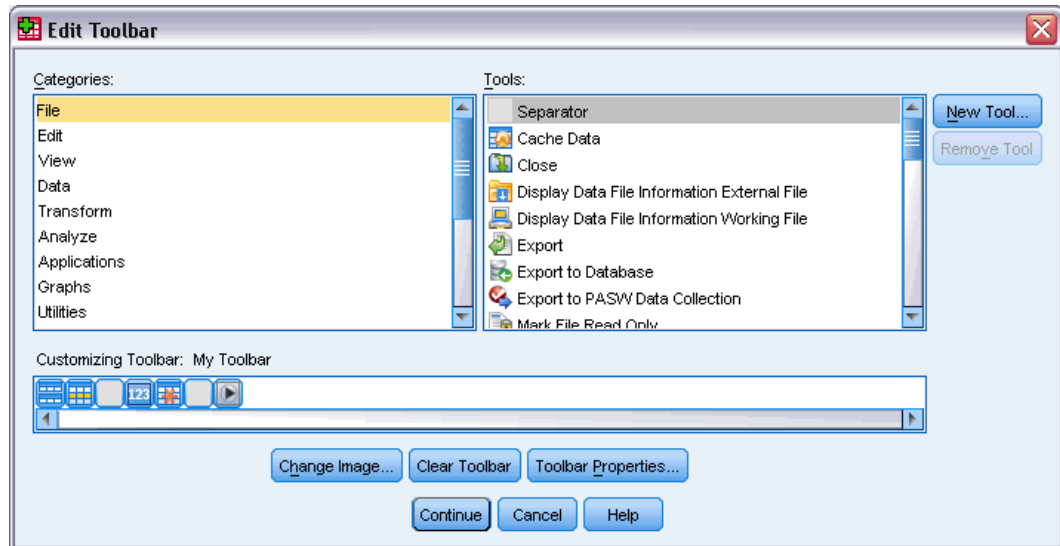 Edit Toolbar
Categories:
File
Edit
View
Data
Transform
Analyze
Applications
Graphs
Utilities
Tools:
Separator
Cache Data
Close
Display Data File Information External File
Display Data File Information Working File
Export
Export to Database
Export to PASW Data Collection
Mark File Read Only
New Tool...
Remove Tool
Customizing Toolbar: My Toolbar
123
Change Image...
Clear Toolbar
Toolbar Properties...
Continue
Cancel
Help